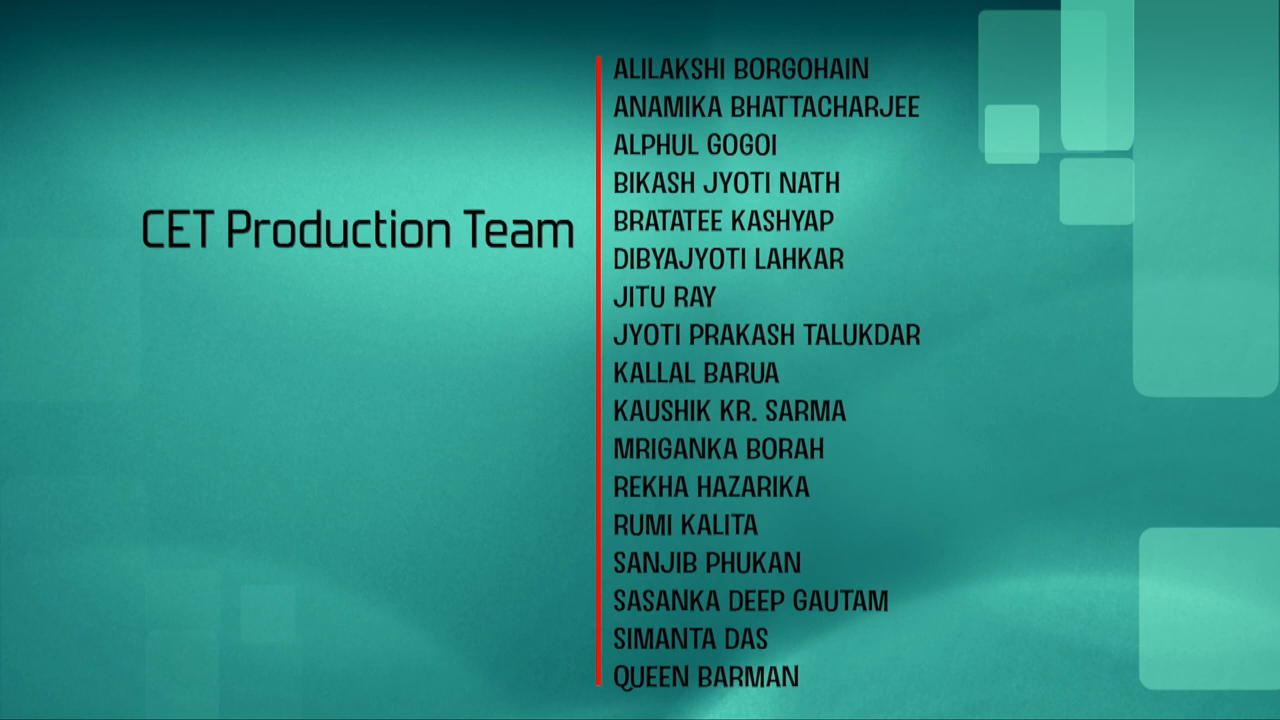 CET Production Team
ALILAKSHI BORGOHAIN
ANAMIKA BHATTACHARJEE
ALPHUL GOGOI
BIKASH JYOTI NATH
BRATATEE KASHYAP
DIBYAJYOTI LAHKAR
JITU RAY
JYOTI PRAKASH TALUKDAR
KALLAL BARUA
KAUSHIK KR. SARMA
MRIGANKA BORAH
REKHA HAZARIKA
RUMI KALITA
SANJIB PHUKAN
SASANKA DEEP GAUTAM
SIMANTA DAS
QUEEN BARMAN